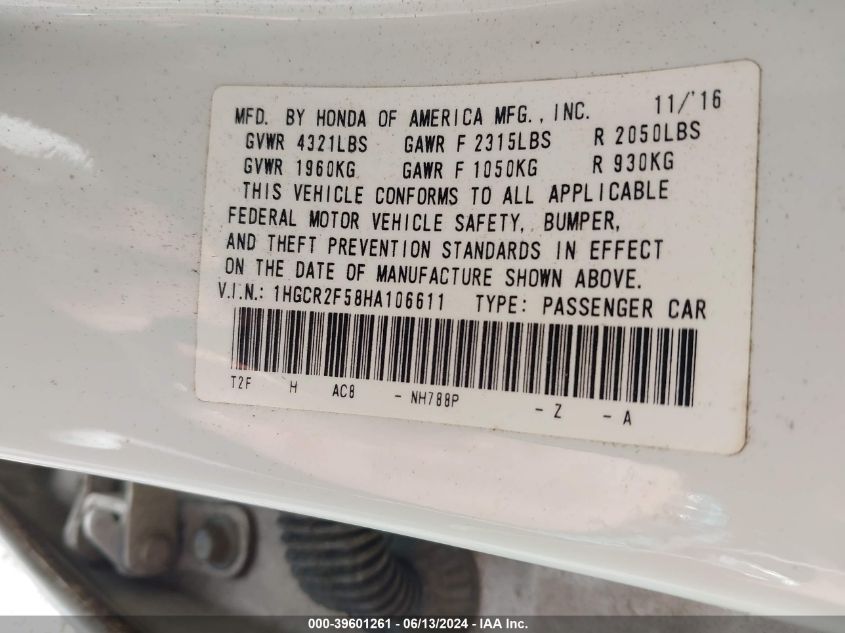 MFD. BY HONDA OF AMERICA MFG., INC. 11/'16
GVWR 4321LBS GAWR F 2315LBS R 2050LBS
GVWR 1960KG GAWR F 1050KG R 930KG
THIS VEHICLE CONFORMS TO ALL APPLICABLE
FEDERAL MOTOR VEHICLE SAFETY, BUMPER,
AND THEFT PREVENTION STANDARDS IN EFFECT
ON THE DATE OF MANUFACTURE SHOWN ABOVE.
V.I.N.: 1HGCR2F58HA106611 TYPE: PASSENGER CAR
T2F H AC8 - NH788P - Z - A
000-39601261 - 06/13/2024 - IAA Inc.